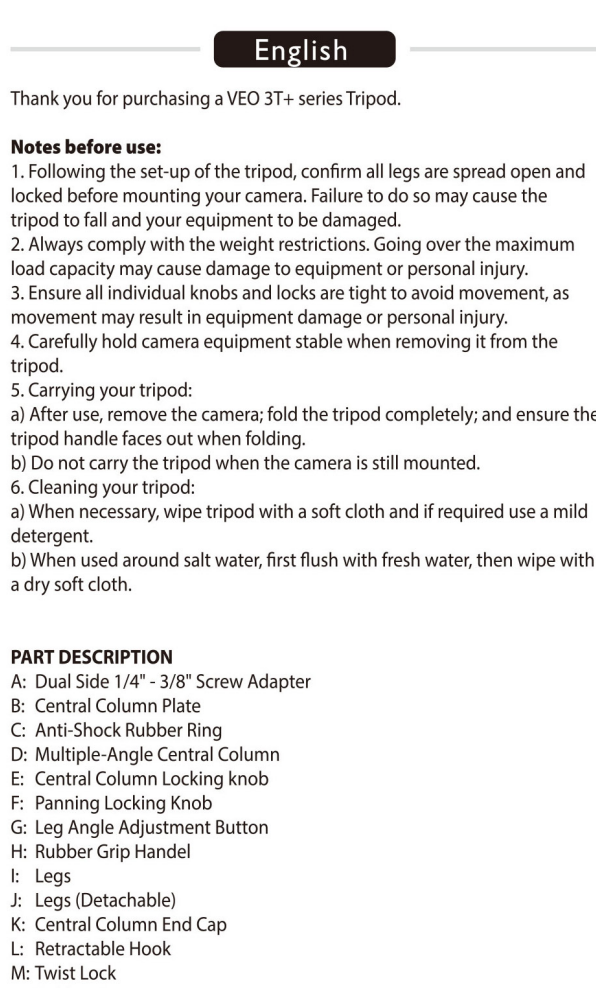 English
Thank you for purchasing a VEO 3T+ series Tripod.
Notes before use:
1. Following the set-up of the tripod, confirm all legs are spread open and
locked before mounting your camera. Failure to do so may cause the
tripod to fall and your equipment to be damaged.
2. Always comply with the weight restrictions. Going over the maximum
load capacity may cause damage to equipment or personal injury.
3. Ensure all individual knobs and locks are tight to avoid movement, as
movement may result in equipment damage or personal injury.
4. Carefully hold camera equipment stable when removing it from the
tripod.
5. Carrying your tripod:
a) After use, remove the camera; fold the tripod completely; and ensure the
tripod handle faces out when folding.
b) Do not carry the tripod when the camera is still mounted.
6. Cleaning your tripod:
a) When necessary, wipe tripod with a soft cloth and if required use a mild
detergent.
b) When used around salt water, first flush with fresh water, then wipe with
a dry soft cloth.
PART DESCRIPTION
A: Dual Side 1/4" - 3/8" Screw Adapter
B: Central Column Plate
C: Anti-Shock Rubber Ring
D: Multiple-Angle Central Column
E: Central Column Locking knob
F: Panning Locking Knob
G: Leg Angle Adjustment Button
H: Rubber Grip Handel
I: Legs
J: Legs (Detachable)
K: Central Column End Cap
L: Retractable Hook
M: Twist Lock